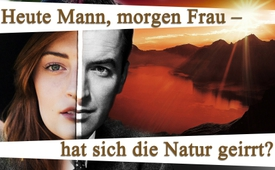 Heute Mann, morgen Frau –
hat sich die Natur geirrt?